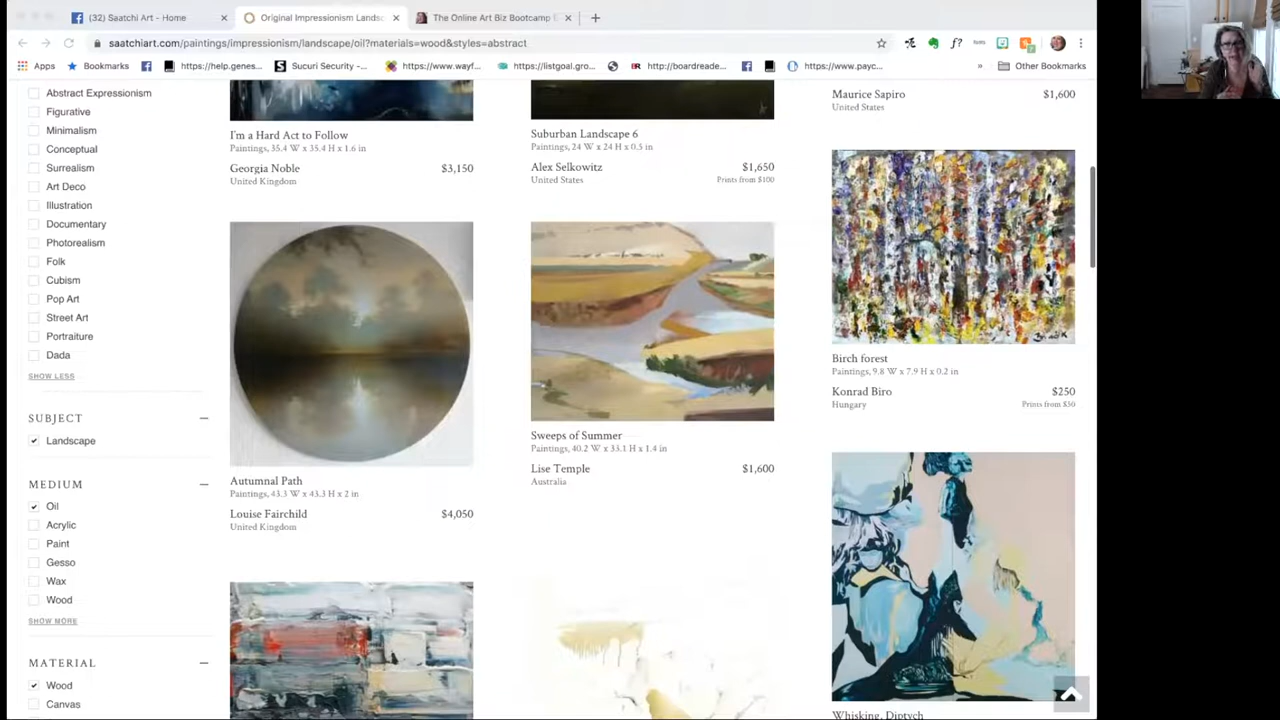 (32) Saatchi Art - Home
Original Impressionism Landsc
The Online Art Biz Bootcamp
saatchiart.com/paintings/impressionism/landscape/oil?materials=wood&styles=abstract
Apps
Bookmarks
https://help.genes...
Sucuri Security -...
https://www.wayf...
https://listgoal.gro...
http://boardreade...
https://www.payc...
»
Other Bookmarks
Abstract Expressionism
Figurative
Minimalism
Conceptual
Surrealism
Art Deco
Illustration
Documentary
Photorealism
Folk
Cubism
Pop Art
Street Art
Portraiture
Dada
SHOW LESS
SUBJECT
Landscape
MEDIUM
Oil
Acrylic
Paint
Gesso
Wax
Wood
SHOW MORE
MATERIAL
Wood
Canvas
I'm a Hard Act to Follow
Paintings, 35.4 W x 35.4 H x 1.6 in
Georgia Noble $3,150
United Kingdom
Autumnal Path
Paintings, 43.3 W x 43.3 H x 2 in
Louise Fairchild $4,050
United Kingdom
Suburban Landscape 6
Paintings, 24 W x 24 H x 0.5 in
Alex Selkowitz $1,650
United States Prints from $100
Sweeps of Summer
Paintings, 40.2 W x 33.1 H x 1.4 in
Lise Temple $1,600
Australia
Maurice Sapiro $1,600
United States
Birch forest
Paintings, 9.8 W x 7.9 H x 0.2 in
Konrad Biro $250
Hungary Prints from $50
Whisking, Diptych